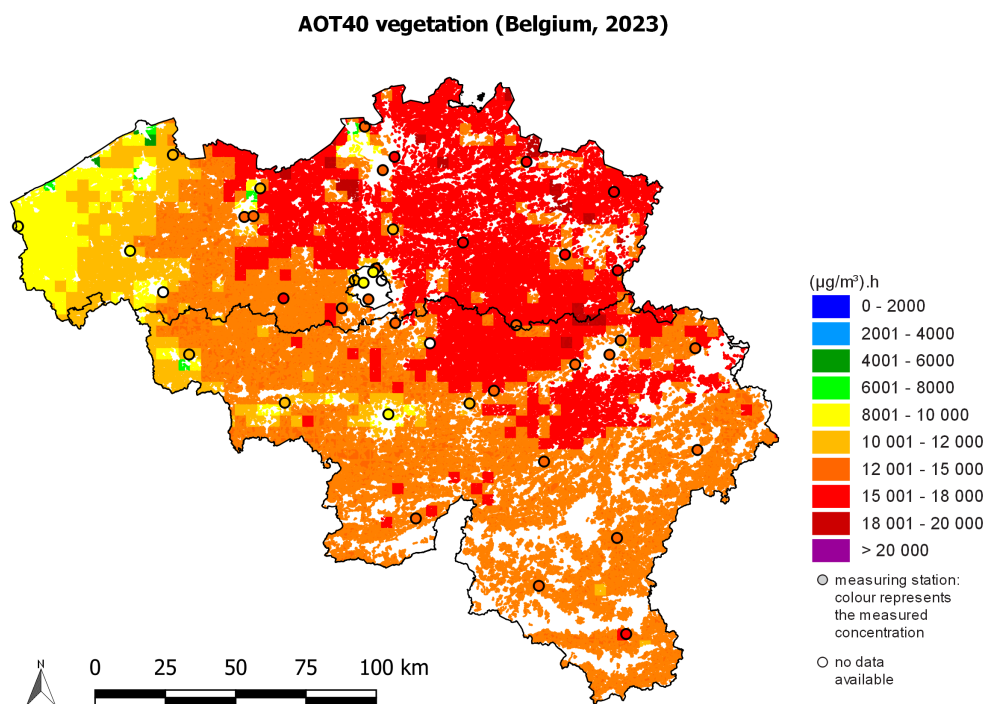 AOT40 vegetation (Belgium, 2023)
(µg/m³).h
0 - 2000
2001 - 4000
4001 - 6000
6001 - 8000
8001 - 10 000
10 001 - 12 000
12 001 - 15 000
15 001 - 18 000
18 001 - 20 000
> 20 000
measuring station:
colour represents
the measured
concentration
no data
available
N
0 25 50 75 100 km